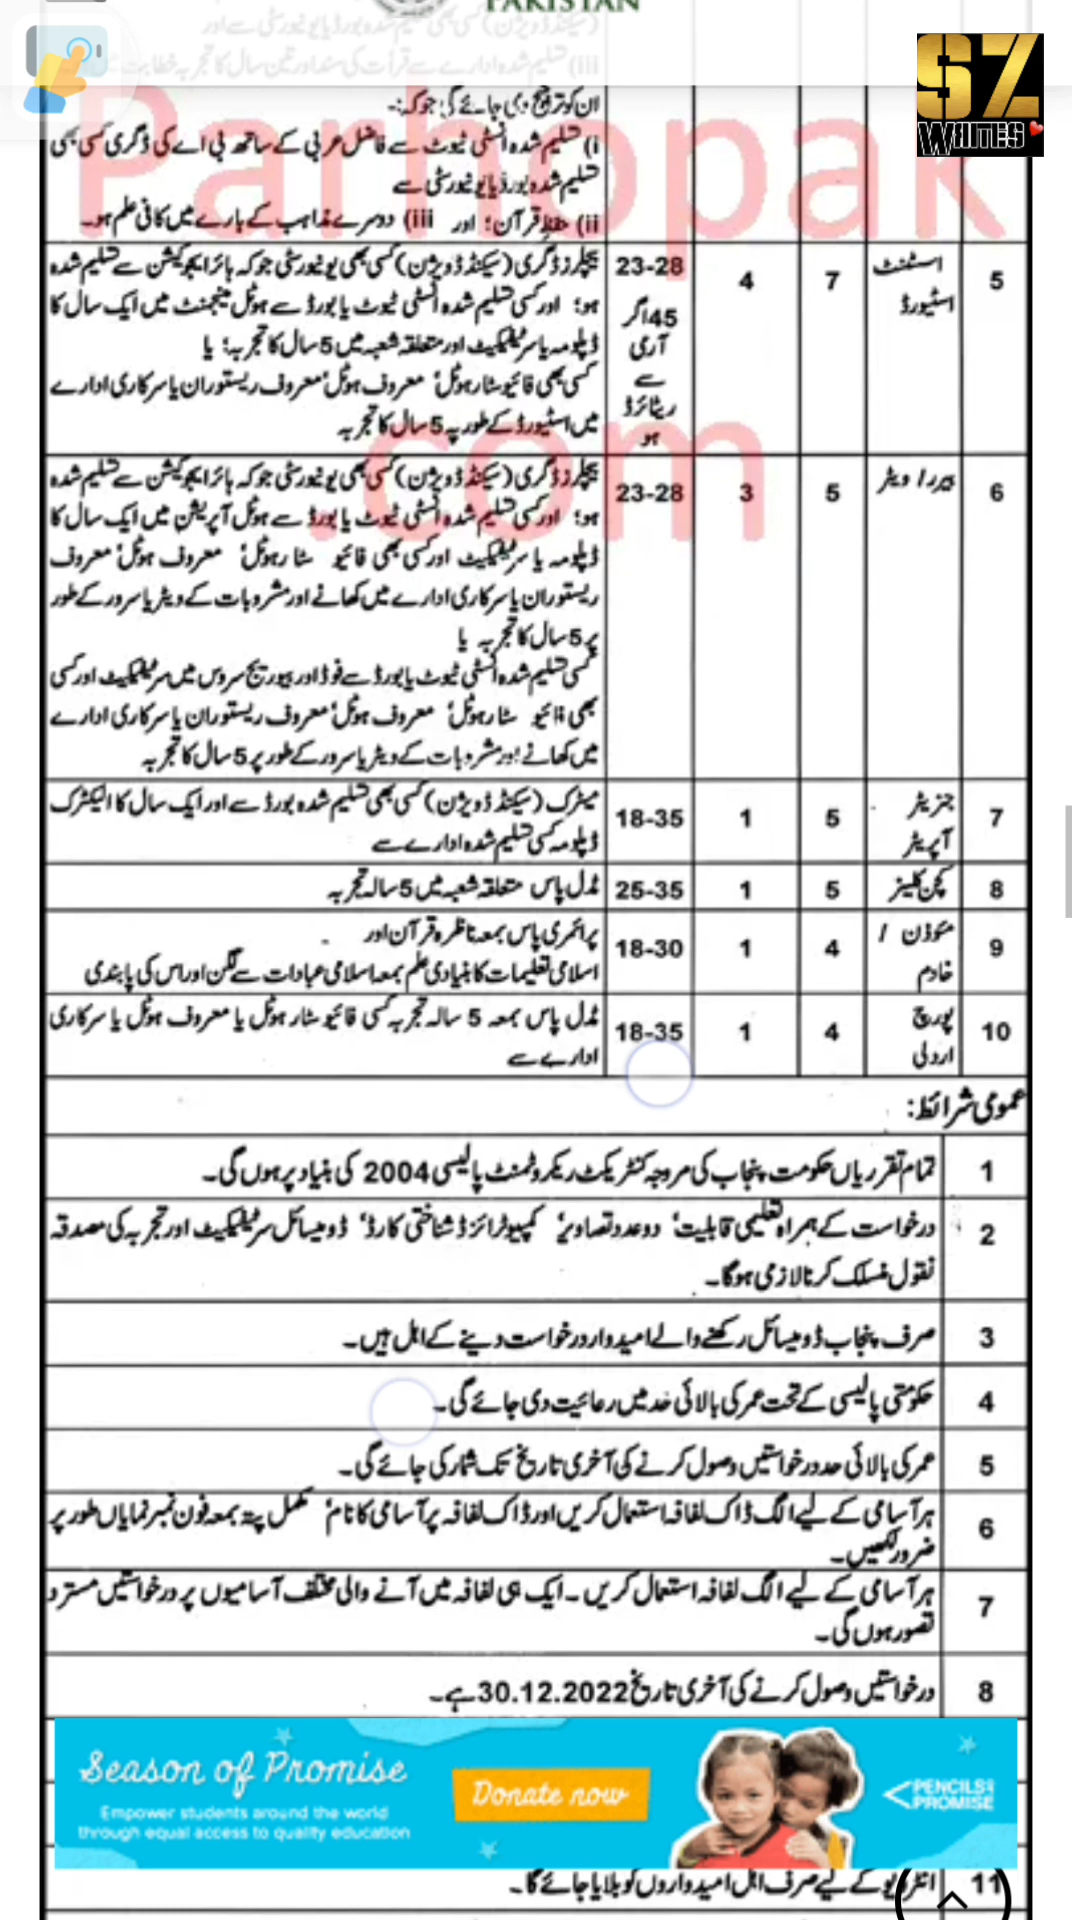 PAKISTAN
SZ
WRITES
Parhopak
.com
ان کو ترجیح دی جائے گی؛ جو کہ:-
i) تسلیم شدہ انسٹی ٹیوٹ سے فاضل عربی کے ساتھ بی اے کی ڈگری کسی بھی
تسلیم شدہ بورڈ یا یونیورسٹی سے
ii) حفظِ قرآن؛ اور iii) دوسرے مذاہب کے بارے میں کافی علم ہو۔
5 اسسٹنٹ اسٹیورڈ 7 4 23-28 45 اگر آرمی سے ریٹائرڈ ہو
بیچلرز ڈگری (سیکنڈ ڈویژن) کسی بھی یونیورسٹی جو کہ ہائر ایجوکیشن سے تسلیم شدہ
ہو؛ اور کسی تسلیم شدہ انسٹی ٹیوٹ یا بورڈ سے ہوٹل مینجمنٹ میں ایک سال کا
ڈپلومہ یا سرٹیفکیٹ اور متعلقہ شعبہ میں 5 سال کا تجربہ؛ یا
کسی بھی فائیو سٹار ہوٹل، معروف ہوٹل، معروف ریستوران یا سرکاری ادارے
میں اسٹیورڈ کے طور پہ 5 سال کا تجربہ
6 بیرر / ویٹر 5 3 23-28
بیچلرز ڈگری (سیکنڈ ڈویژن) کسی بھی یونیورسٹی جو کہ ہائر ایجوکیشن سے تسلیم شدہ
ہو؛ اور کسی تسلیم شدہ انسٹی ٹیوٹ یا بورڈ سے ہوٹل آپریشن میں ایک سال کا
ڈپلومہ یا سرٹیفکیٹ اور کسی بھی فائیو سٹار ہوٹل، معروف ہوٹل، معروف
ریستوران یا سرکاری ادارے میں کھانے اور مشروبات کے ویٹر یا سرور کے طور
پر 5 سال کا تجربہ یا
کسی تسلیم شدہ انسٹی ٹیوٹ یا بورڈ سے فوڈ اور بیوریج سروس میں سرٹیفکیٹ اور کسی
بھی فائیو سٹار ہوٹل، معروف ہوٹل، معروف ریستوران یا سرکاری ادارے
میں کھانے اور مشروبات کے ویٹر یا سرور کے طور پر 5 سال کا تجربہ
7 جنریٹر آپریٹر 5 1 18-35
میٹرک (سیکنڈ ڈویژن) کسی بھی تسلیم شدہ بورڈ سے اور ایک سال کا الیکٹرک
ڈپلومہ کسی تسلیم شدہ ادارے سے
8 کچن کلینر 5 1 25-35 مڈل پاس متعلقہ شعبہ میں 5 سالہ تجربہ
9 مؤذن / خادم 4 1 18-30
پرائمری پاس بمعہ ناظرہ قرآن اور
اسلامی تعلیمات کا بنیادی علم بمعہ اسلامی عبادات سے لگن اور اس کی پابندی
10 پورچ اردلی 4 1 18-35
مڈل پاس بمعہ 5 سالہ تجربہ کسی فائیو سٹار ہوٹل یا معروف ہوٹل یا سرکاری
ادارے سے
عمومی شرائط:
1 تمام تقرریاں حکومت پنجاب کی مروجہ کنٹریکٹ ریکروٹمنٹ پالیسی 2004 کی بنیاد پر ہوں گی۔
2 درخواست کے ہمراہ تعلیمی قابلیت، دو عدد تصاویر، کمپیوٹرائزڈ شناختی کارڈ، ڈومیسائل سرٹیفکیٹ اور تجربہ کی مصدقہ
نقول منسلک کرنا لازمی ہوگا۔
3 صرف پنجاب ڈومیسائل رکھنے والے امیدوار درخواست دینے کے اہل ہیں۔
4 حکومتی پالیسی کے تحت عمر کی بالائی حد میں رعائیت دی جائے گی۔
5 عمر کی بالائی حد درخواستیں وصول کرنے کی آخری تاریخ تک شمار کی جائے گی۔
6 ہر آسامی کے لیے الگ ڈاک لفافہ استعمال کریں اور ڈاک لفافہ پر آسامی کا نام، مکمل پتہ بمعہ فون نمبر نمایاں طور پر
ضرور لکھیں۔
7 ہر آسامی کے لیے الگ لفافہ استعمال کریں۔ ایک ہی لفافہ میں آنے والی مختلف آسامیوں پر درخواستیں مسترد
تصور ہوں گی۔
8 درخواستیں وصول کرنے کی آخری تاریخ 30.12.2022 ہے۔
Season of Promise
Empower students around the world
through equal access to quality education
Donate now
PENCILS OF
PROMISE
11 انٹرویو کے لیے صرف اہل امیدواروں کو بلایا جائے گا۔